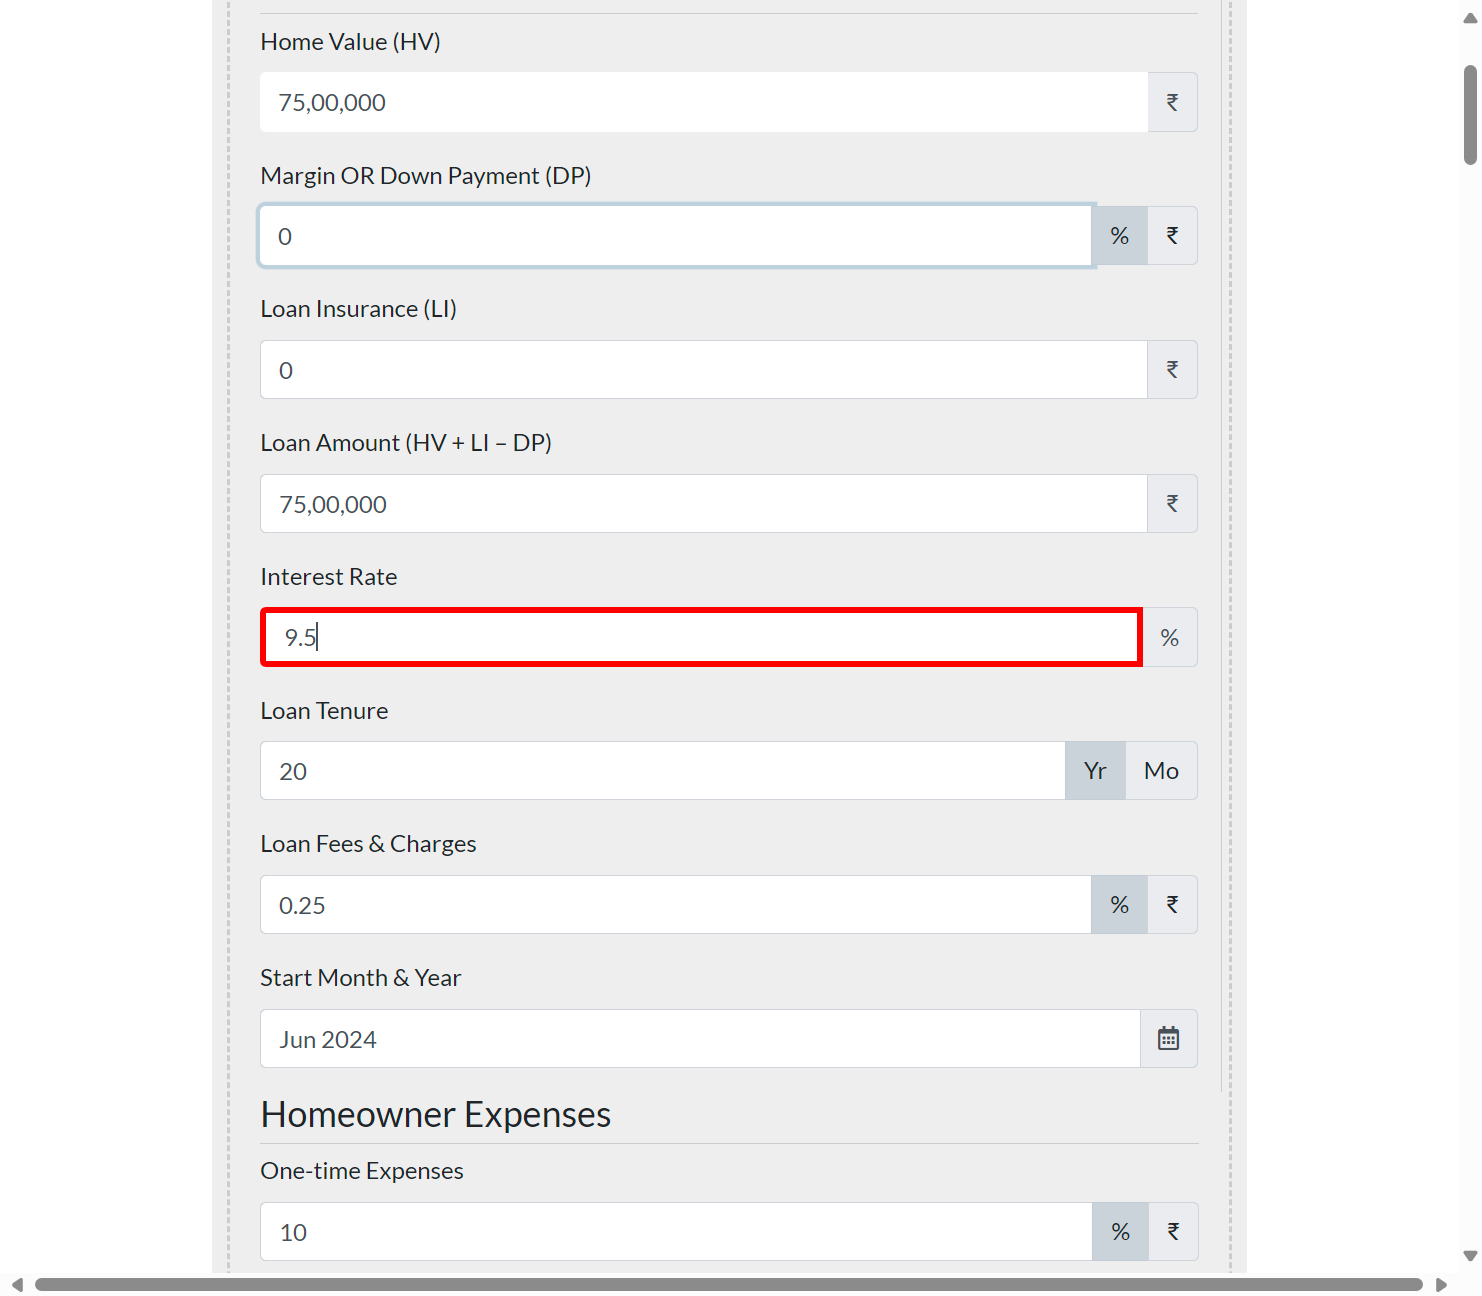 Home Value (HV)
75,00,000 ₹
Margin OR Down Payment (DP)
0 % ₹
Loan Insurance (LI)
0 ₹
Loan Amount (HV + LI – DP)
75,00,000 ₹
Interest Rate
9.5 %
Loan Tenure
20 Yr Mo
Loan Fees & Charges
0.25 % ₹
Start Month & Year
Jun 2024
Homeowner Expenses
One-time Expenses
10 % ₹